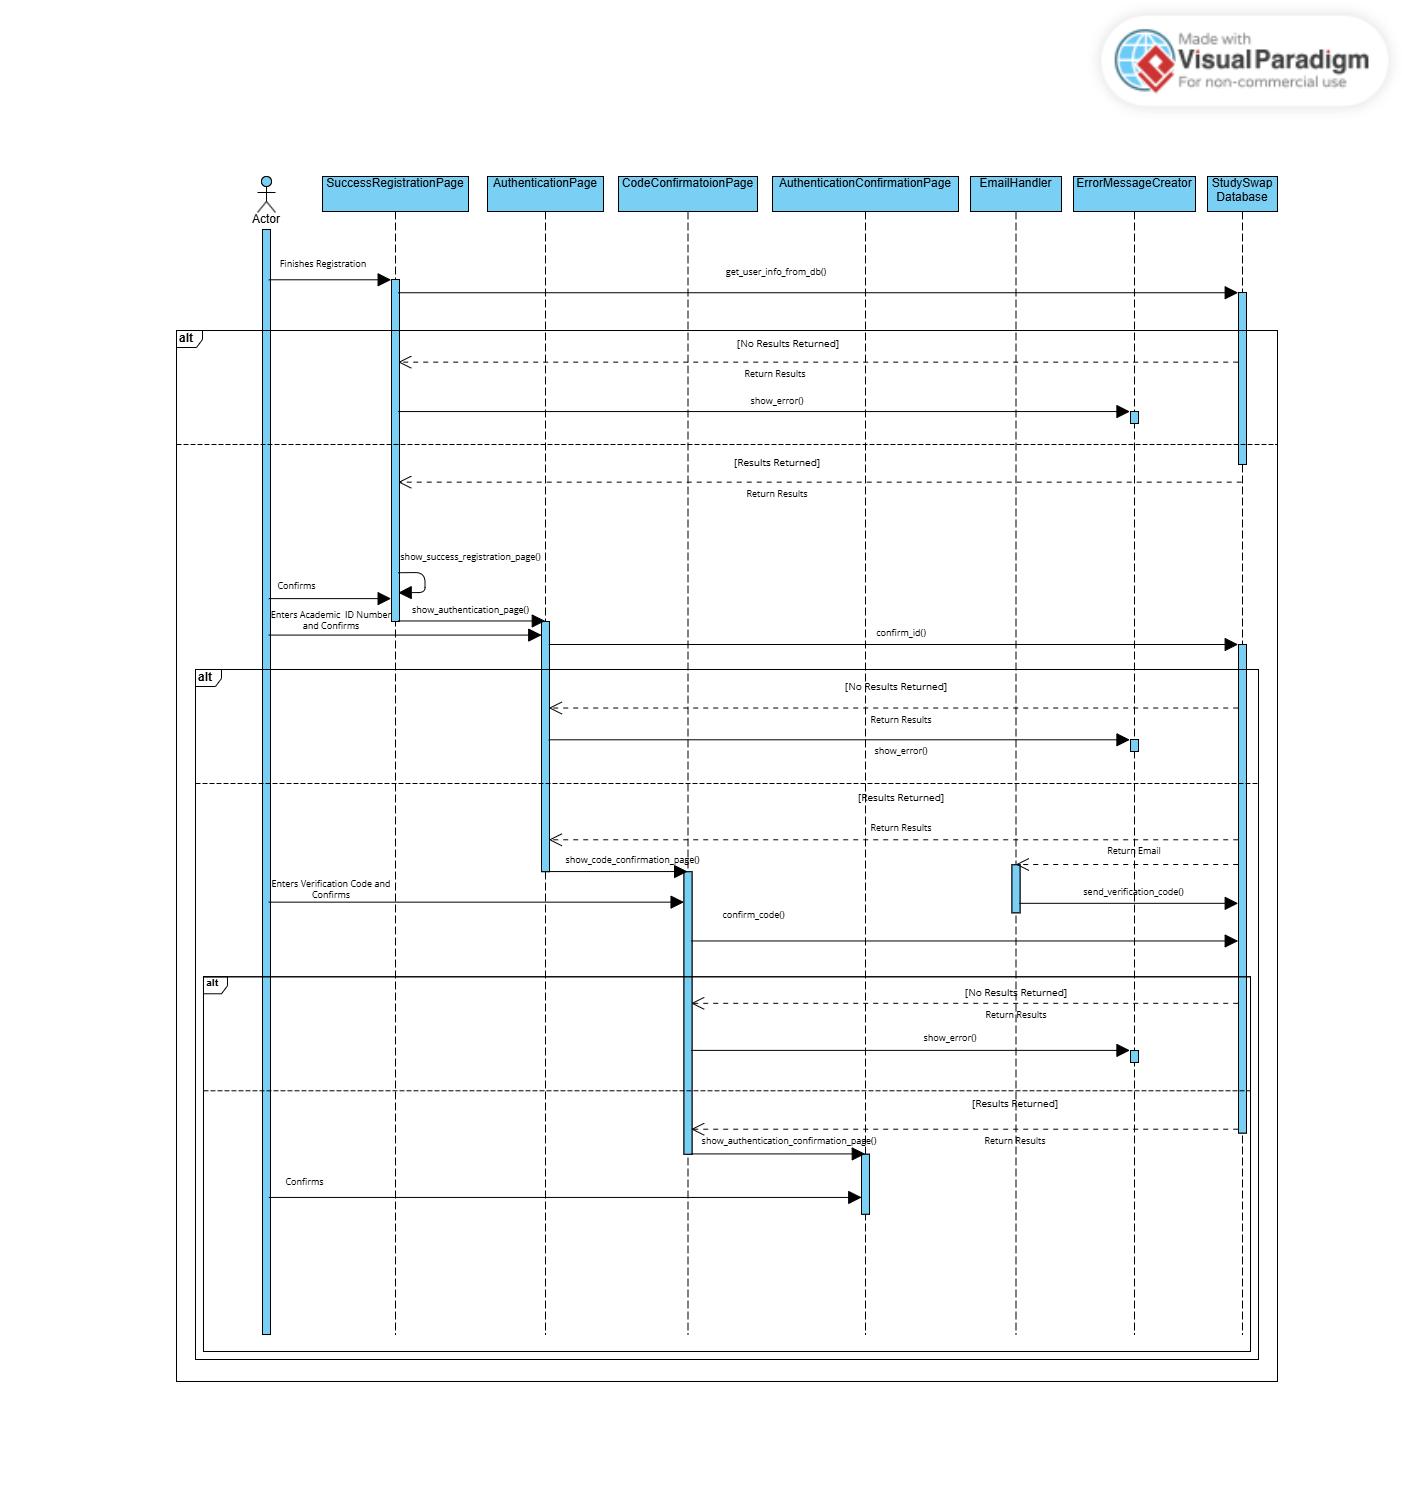 Made with
Visual Paradigm
For non-commercial use
Actor
SuccessRegistrationPage
AuthenticationPage
CodeConfirmatoionPage
AuthenticationConfirmationPage
EmailHandler
ErrorMessageCreator
StudySwap
Database
Finishes Registration
get_user_info_from_db()
alt
[No Results Returned]
Return Results
show_error()
[Results Returned]
Return Results
show_success_registration_page()
Confirms
show_authentication_page()
Enters Academic ID Number
and Confirms
confirm_id()
alt
[No Results Returned]
Return Results
show_error()
[Results Returned]
Return Results
Return Email
show_code_confirmation_page()
Enters Verification Code and
Confirms
send_verification_code()
confirm_code()
alt
[No Results Returned]
Return Results
show_error()
[Results Returned]
show_authentication_confirmation_page()
Return Results
Confirms